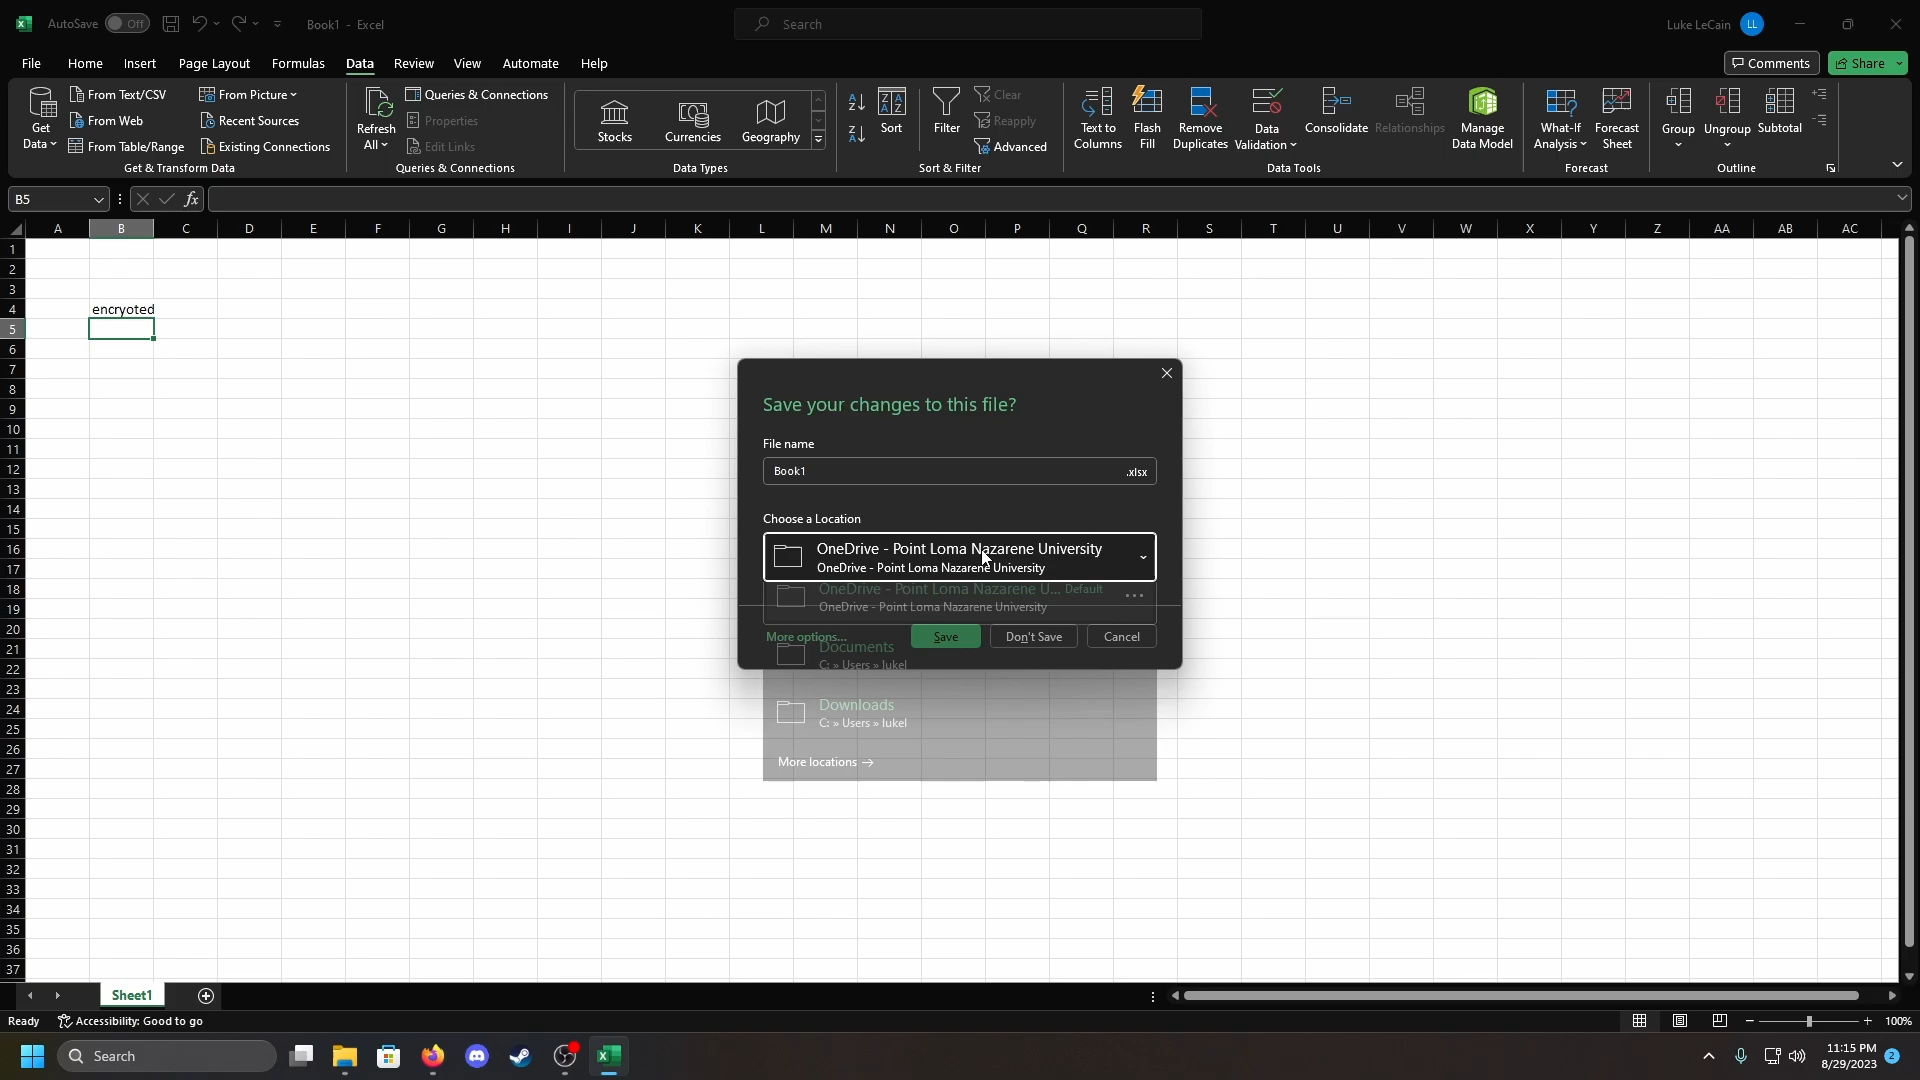 AutoSave Off Book1 - Excel Search Luke LeCain LL
File Home Insert Page Layout Formulas Data Review View Automate Help Comments Share
Get Data From Text/CSV From Picture Refresh All Queries & Connections Stocks Currencies Geography Sort Filter Clear Text to Columns Flash Fill Remove Duplicates Data Validation Consolidate Relationships Manage Data Model What-If Analysis Forecast Sheet Group Ungroup Subtotal
From Web Recent Sources Properties Reapply
From Table/Range Existing Connections Edit Links Advanced
Get & Transform Data Queries & Connections Data Types Sort & Filter Data Tools Forecast Outline
B5 fx
A B C D E F G H I J K L M N O P Q R S T U V W X Y Z AA AB AC
1
2
3
4 encryoted
5
6
7
8
9
10
11
12
13
14
15
16
17
18
19
20
21
22
23
24
25
26
27
28
29
30
31
32
33
34
35
36
37
Save your changes to this file?
File name
Book1 .xlsx
Choose a Location
OneDrive - Point Loma Nazarene University
OneDrive - Point Loma Nazarene University
OneDrive - Point Loma Nazarene U... Default
OneDrive - Point Loma Nazarene University
More options... Save Don't Save Cancel
Documents
C: » Users » lukel
Downloads
C: » Users » lukel
More locations →
Sheet1
Ready Accessibility: Good to go 100%
Search 11:15 PM
8/29/2023 2